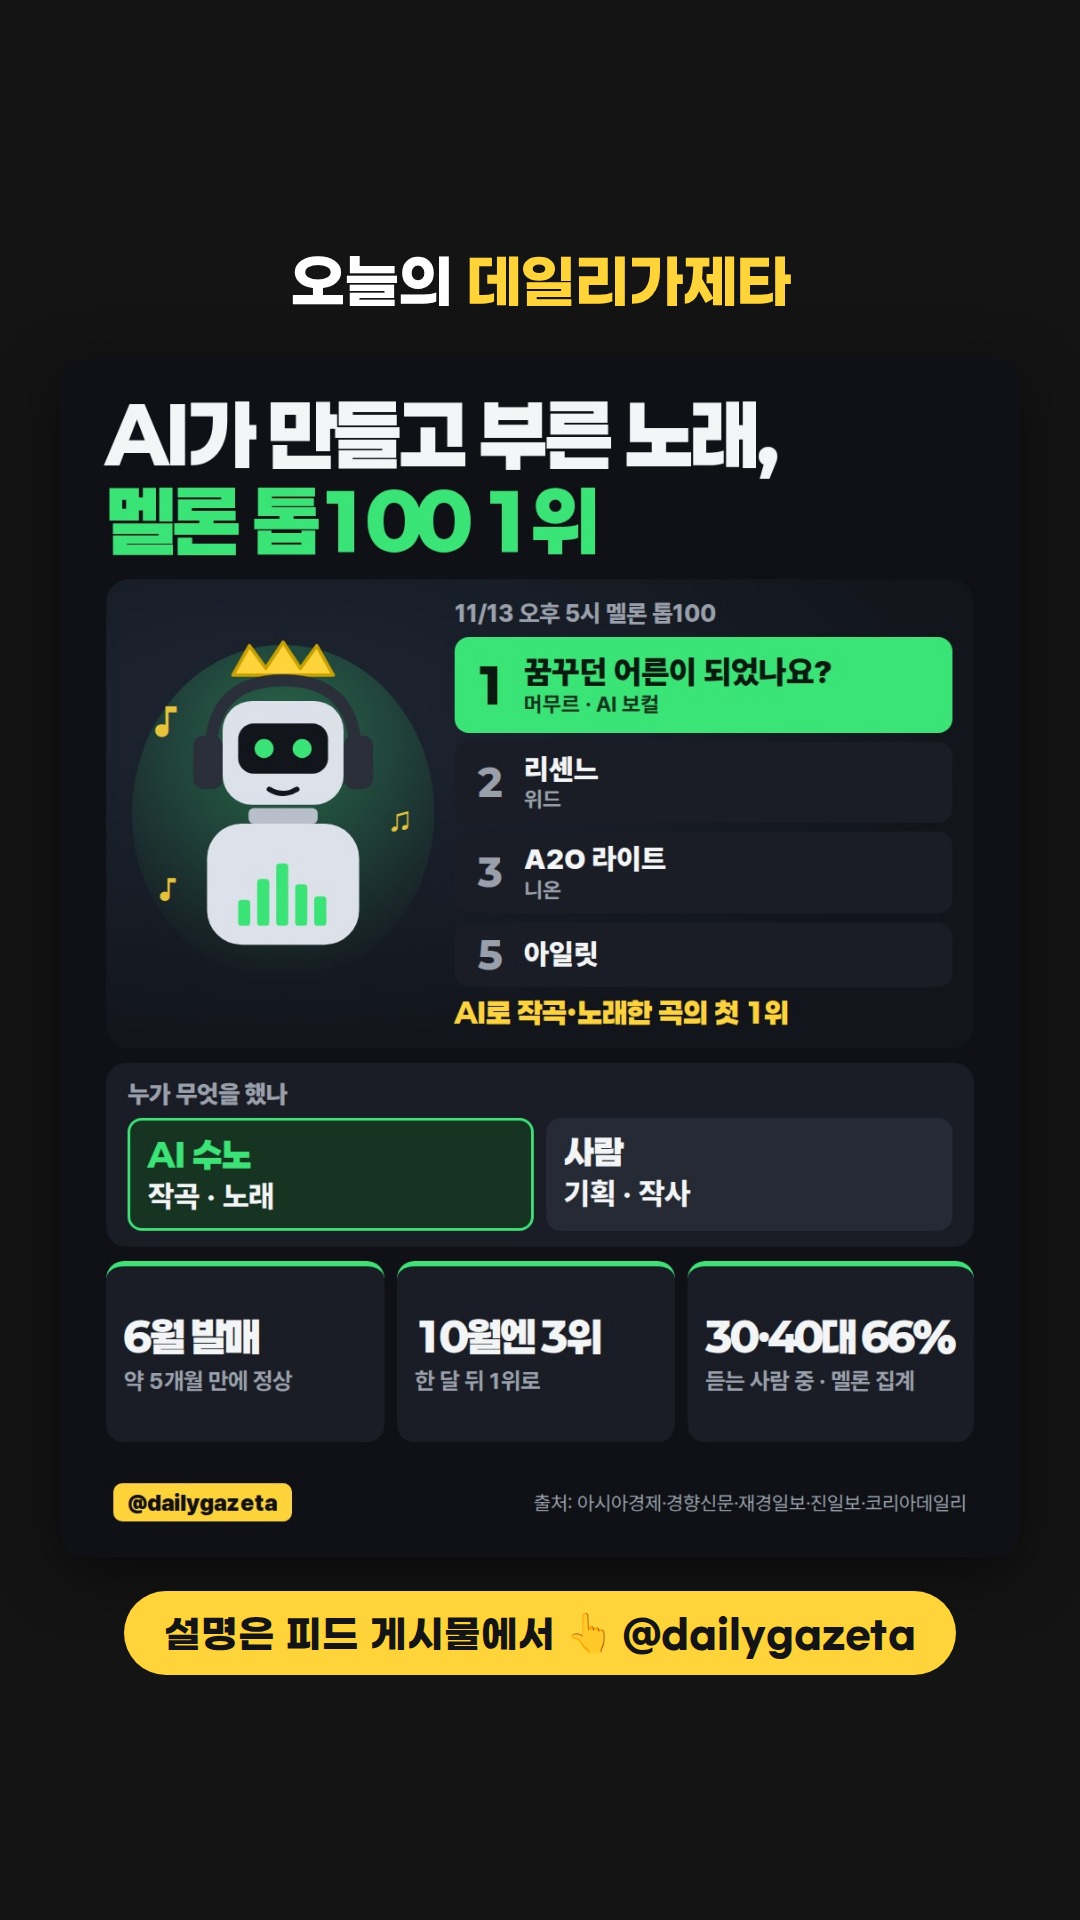 오늘의 데일리가제타
AI가 만들고 부른 노래,
멜론 톱100 1위
11/13 오후 5시 멜론 톱100
1 꿈꾸던 어른이 되었나요?
머무르 · AI 보컬
2 리센느
위드
3 A2O 라이트
니온
5 아일릿
AI로 작곡·노래한 곡의 첫 1위
누가 무엇을 했나
AI 수노
작곡 · 노래
사람
기획 · 작사
6월 발매
약 5개월 만에 정상
10월엔 3위
한 달 뒤 1위로
30·40대 66%
듣는 사람 중 · 멜론 집계
@dailygazeta
출처: 아시아경제·경향신문·재경일보·진일보·코리아데일리
설명은 피드 게시물에서 👆 @dailygazeta